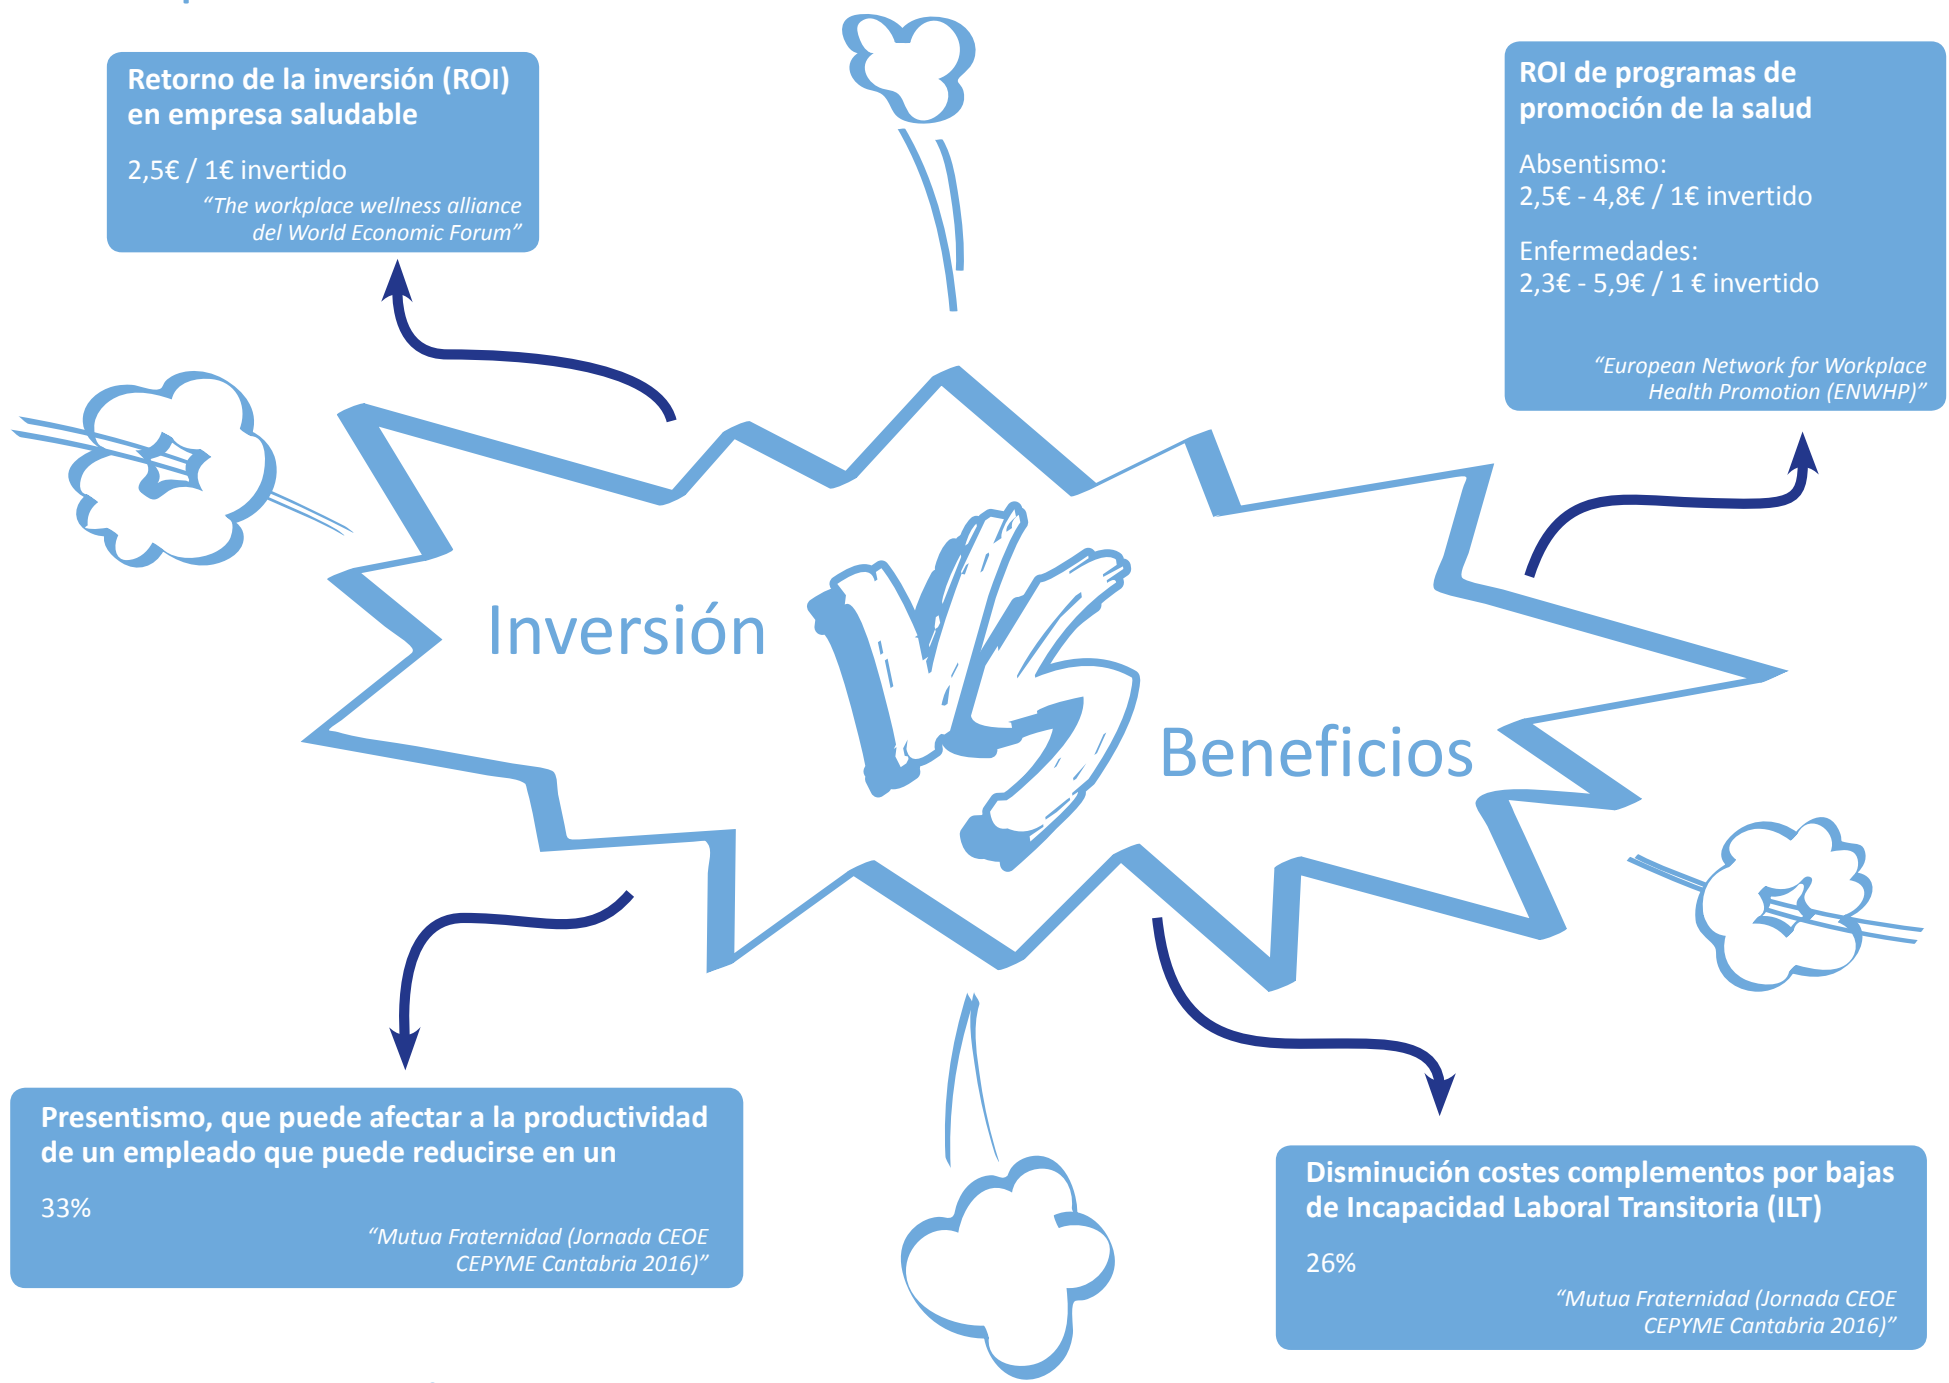 Retorno de la inversión (ROI)
en empresa saludable
2,5€ / 1€ invertido
“The workplace wellness alliance
del World Economic Forum”
ROI de programas de
promoción de la salud
Absentismo:
2,5€ - 4,8€ / 1€ invertido
Enfermedades:
2,3€ - 5,9€ / 1 € invertido
“European Network for Workplace
Health Promotion (ENWHP)”
Inversión
VS
Beneficios
Presentismo, que puede afectar a la productividad
de un empleado que puede reducirse en un
33%
“Mutua Fraternidad (Jornada CEOE
CEPYME Cantabria 2016)”
Disminución costes complementos por bajas
de Incapacidad Laboral Transitoria (ILT)
26%
“Mutua Fraternidad (Jornada CEOE
CEPYME Cantabria 2016)”